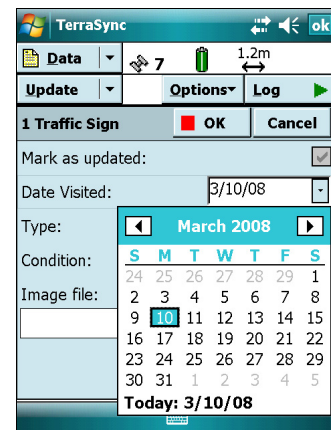 TerraSync ok
Data 7 1.2m
Update Options Log
1 Traffic Sign OK Cancel
Mark as updated:
Date Visited: 3/10/08
Type: March 2008
Condition: S M T W T F S
24 25 26 27 28 29 1
Image file: 2 3 4 5 6 7 8
9 10 11 12 13 14 15
16 17 18 19 20 21 22
23 24 25 26 27 28 29
30 31 1 2 3 4 5
Today: 3/10/08